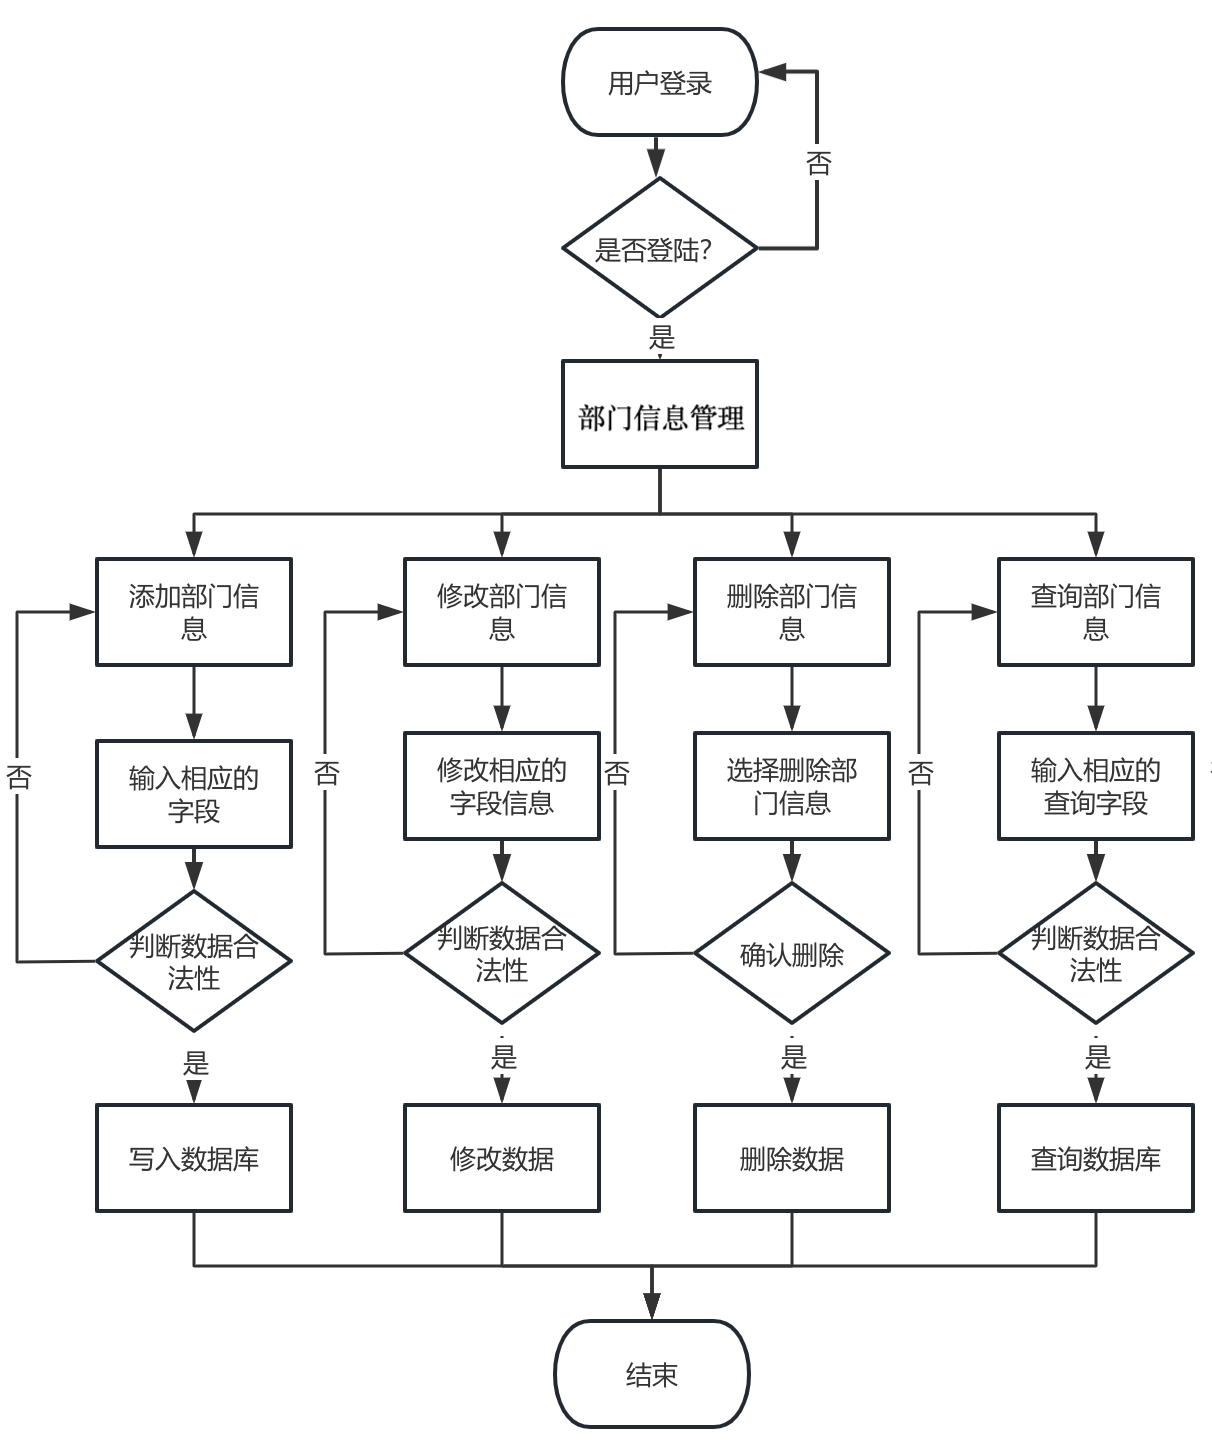 用户登录
否
是否登陆?
是
部门信息管理
添加部门信
息
修改部门信
息
删除部门信
息
查询部门信
息
否
输入相应的
字段
否
修改相应的
字段信息
否
选择删除部
门信息
否
输入相应的
查询字段
判断数据合
法性
判断数据合
法性
确认删除
判断数据合
法性
是
是
是
是
写入数据库
修改数据
删除数据
查询数据库
结束